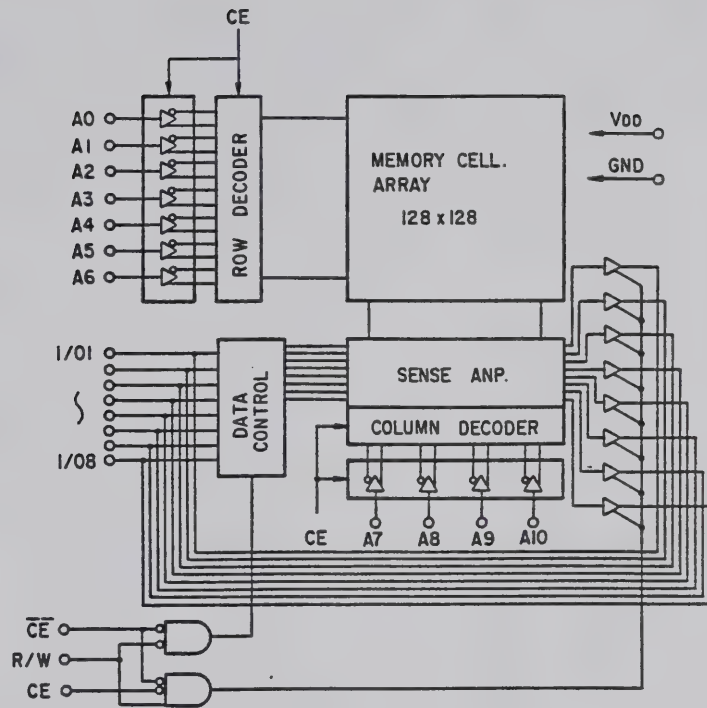 CE
A0
A1
A2
A3
A4
A5
A6
ROW DECODER
MEMORY CELL.
ARRAY
128 x 128
VDD
GND
I/O1
I/O8
DATA
CONTROL
SENSE ANP.
COLUMN DECODER
CE
A7
A8
A9
A10
C̅E̅
R/W
CE